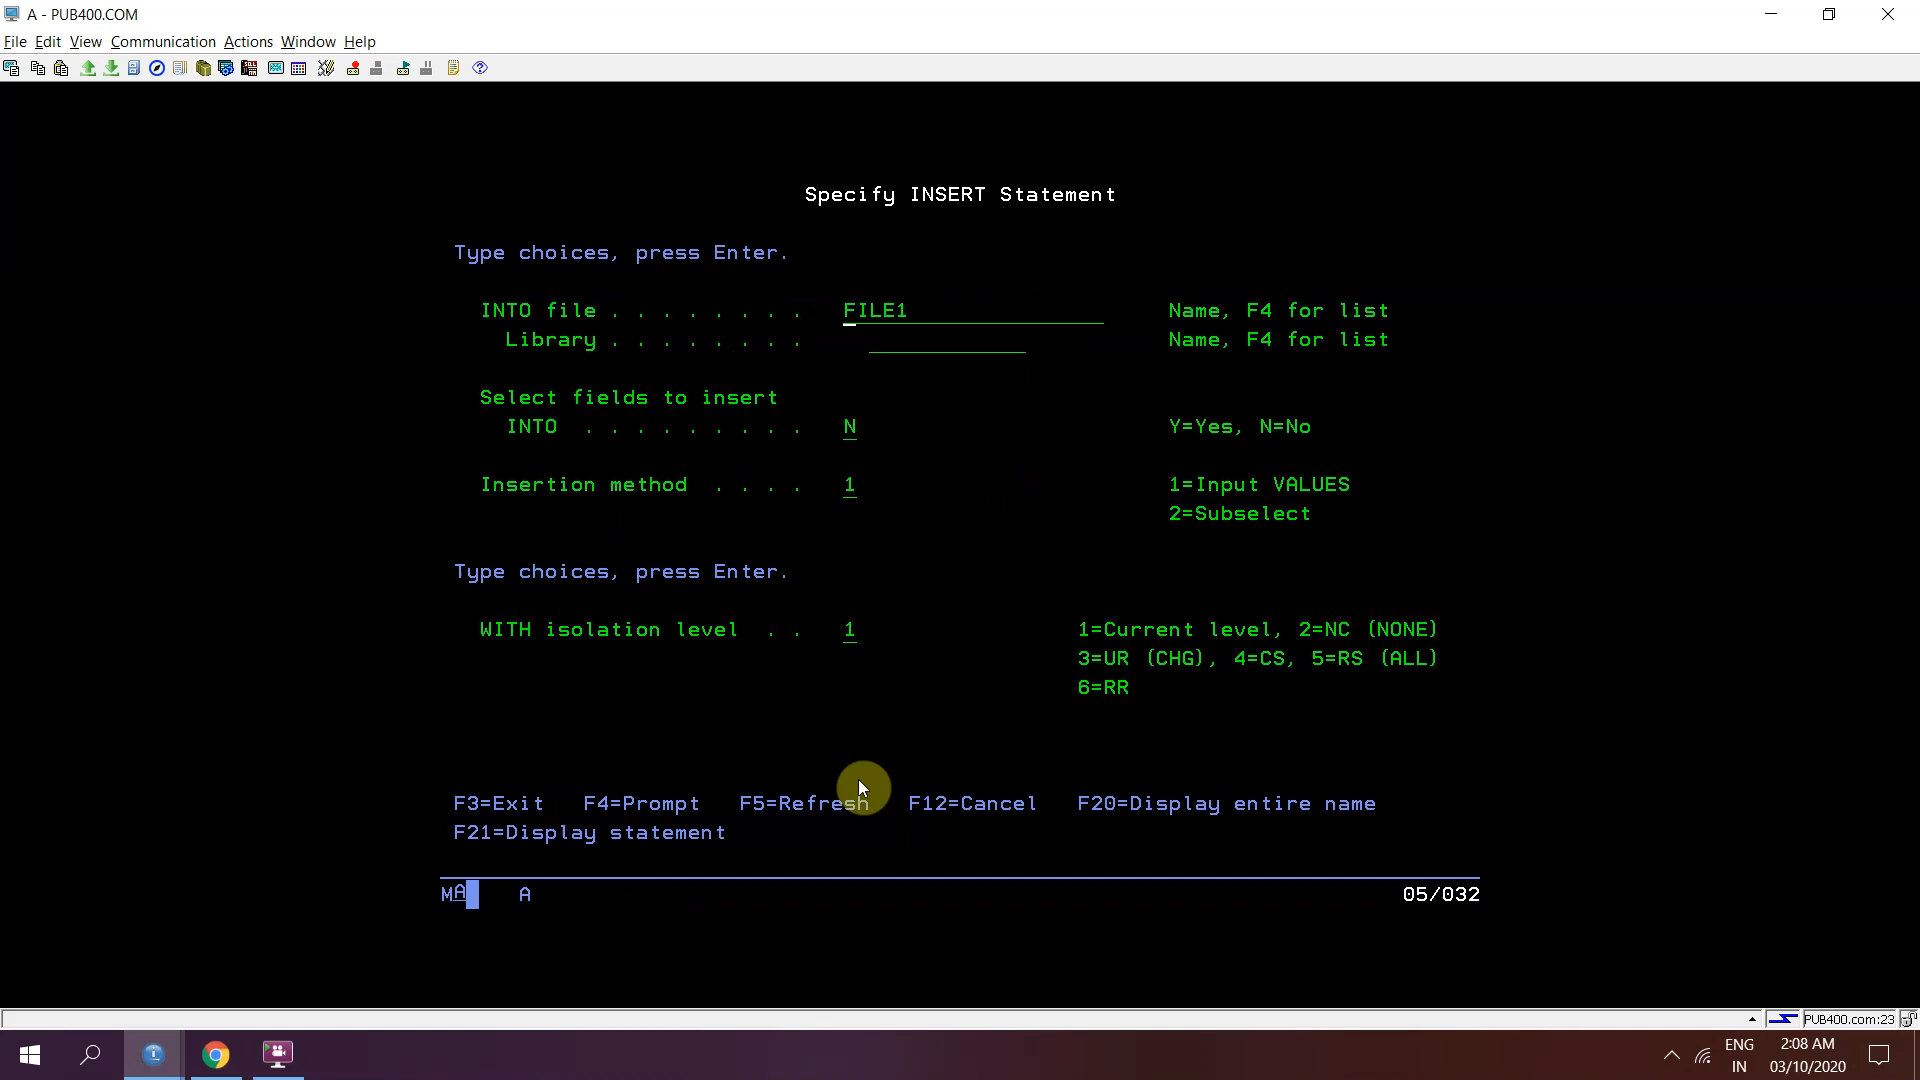 A - PUB400.COM
File Edit View Communication Actions Window Help
Specify INSERT Statement
Type choices, press Enter.
INTO file . . . . . . . . FILE1 Name, F4 for list
Library . . . . . . . . Name, F4 for list
Select fields to insert
INTO . . . . . . . . . N Y=Yes, N=No
Insertion method . . . . 1 1=Input VALUES
2=Subselect
Type choices, press Enter.
WITH isolation level . . 1 1=Current level, 2=NC (NONE)
3=UR (CHG), 4=CS, 5=RS (ALL)
6=RR
F3=Exit F4=Prompt F5=Refresh F12=Cancel F20=Display entire name
F21=Display statement
MA A 05/032
PUB400.com:23
ENG 2:08 AM
IN 03/10/2020